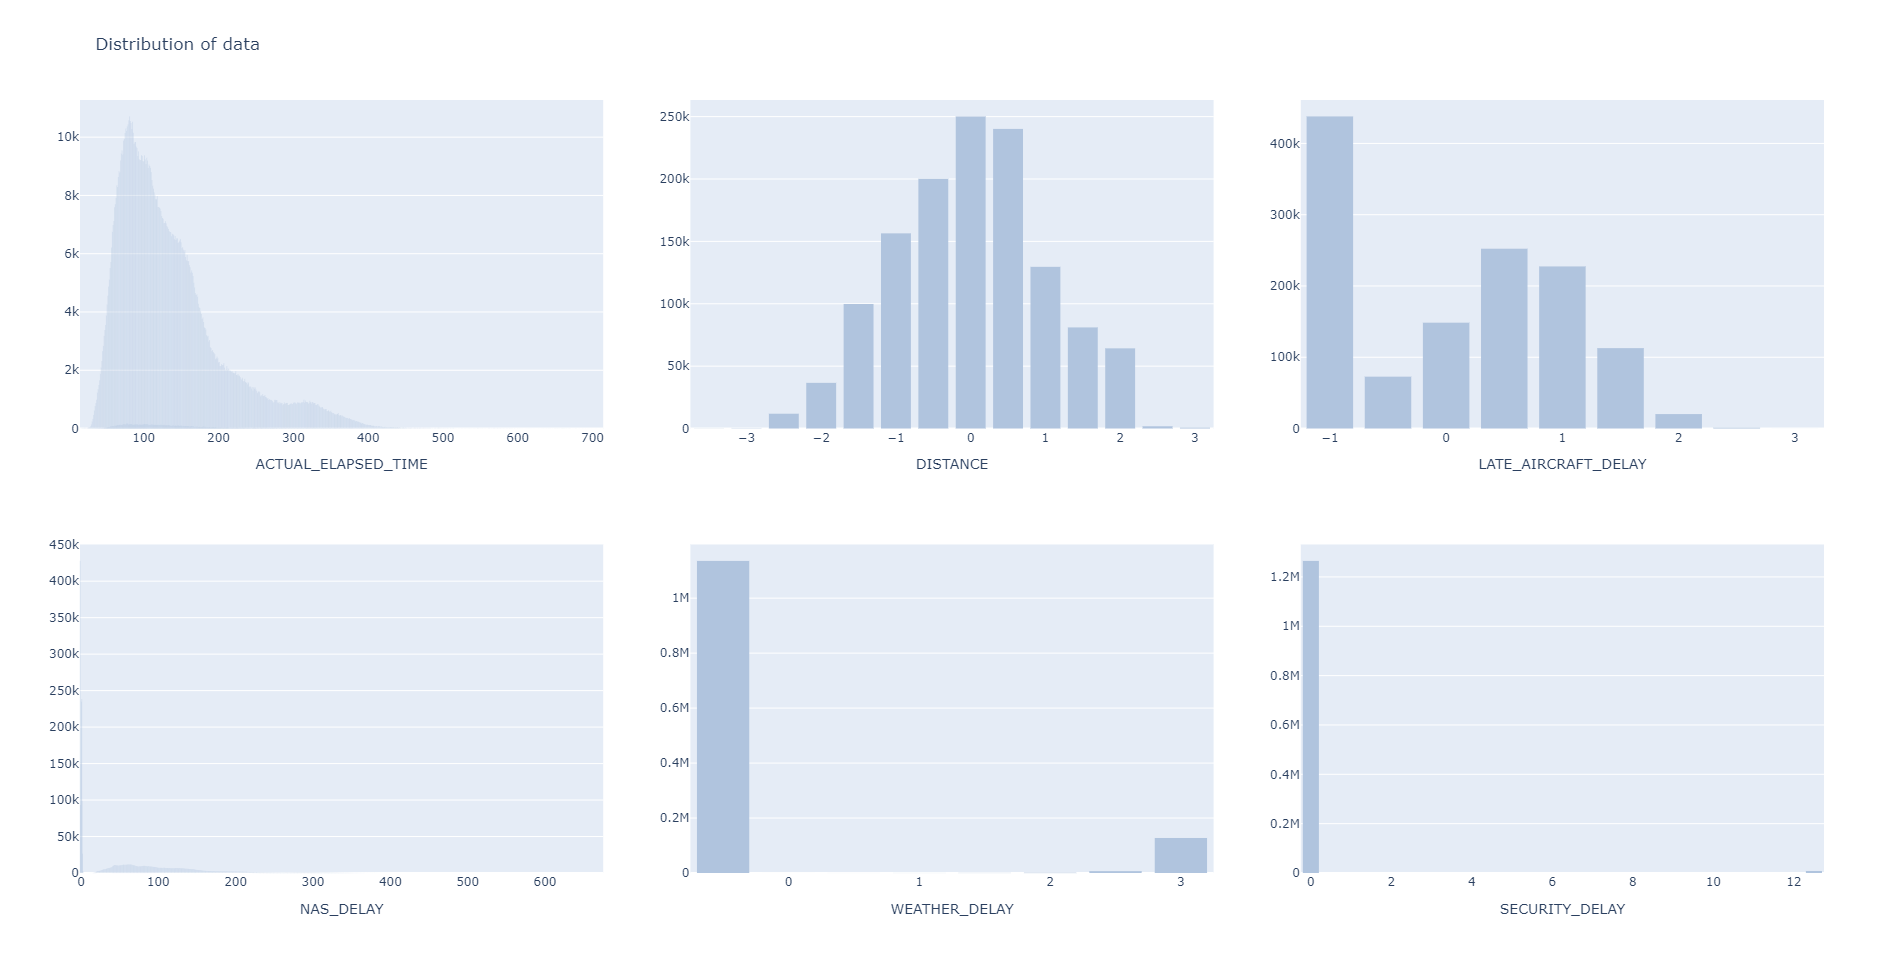 Distribution of data
10k
8k
6k
4k
2k
0
100 200 300 400 500 600 700
ACTUAL_ELAPSED_TIME
250k
200k
150k
100k
50k
0
−3 −2 −1 0 1 2 3
DISTANCE
400k
300k
200k
100k
0
−1 0 1 2 3
LATE_AIRCRAFT_DELAY
450k
400k
350k
300k
250k
200k
150k
100k
50k
0
0 100 200 300 400 500 600
NAS_DELAY
1M
0.8M
0.6M
0.4M
0.2M
0
0 1 2 3
WEATHER_DELAY
1.2M
1M
0.8M
0.6M
0.4M
0.2M
0
0 2 4 6 8 10 12
SECURITY_DELAY